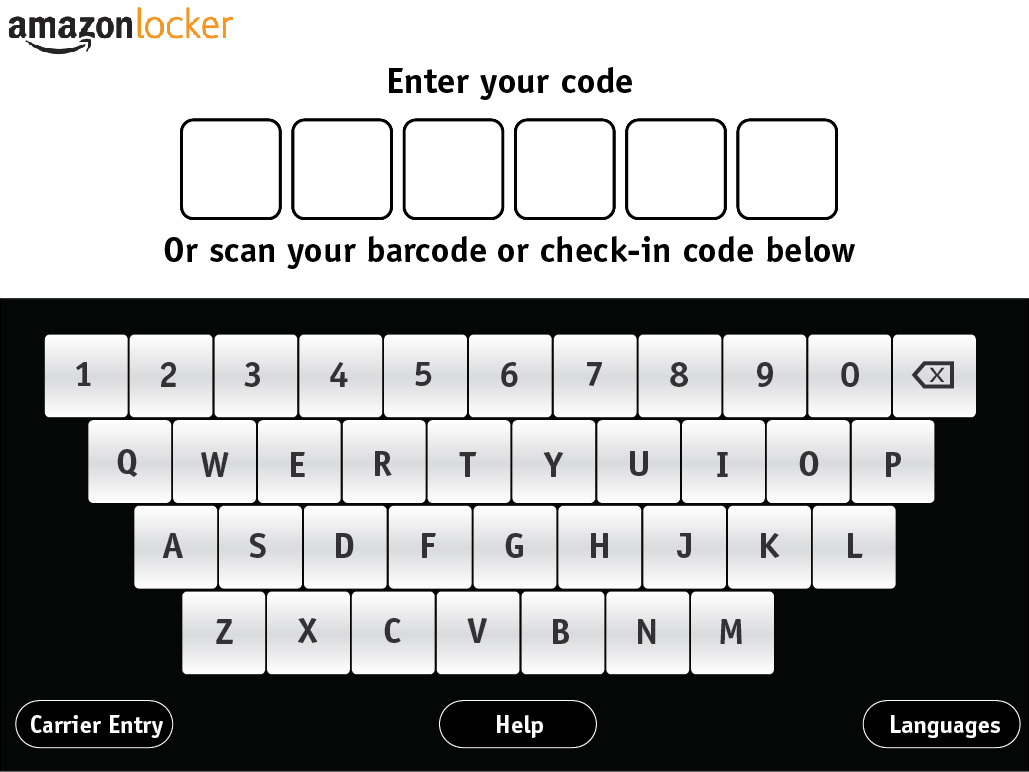 amazonlocker
Enter your code
Or scan your barcode or check-in code below
1 2 3 4 5 6 7 8 9 0 X
Q W E R T Y U I O P
A S D F G H J K L
Z X C V B N M
Carrier Entry Help Languages